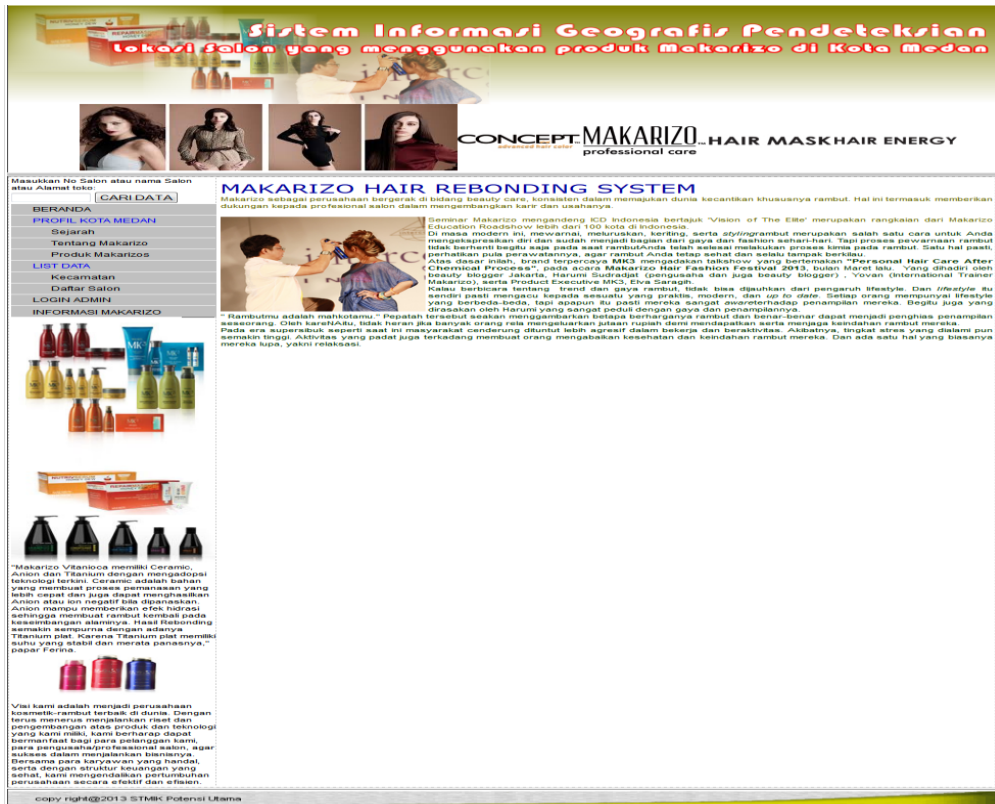 Sistem Informasi Geografis Pendeteksian
Lokasi Salon yang menggunakan produk Makarizo di Kota Medan
CONCEPT MAKARIZO HAIR MASK HAIR ENERGY
advanced hair color professional care
Masukkan No Salon atau nama Salon
atau Alamat toko:
CARI DATA
BERANDA
PROFIL KOTA MEDAN
Sejarah
Tentang Makarizo
Produk Makarizos
LIST DATA
Kecamatan
Daftar Salon
LOGIN ADMIN
INFORMASI MAKARIZO
"Makarizo Vitanioca memiliki Ceramic,
Anion dan Titanium dengan mengadopsi
teknologi terkini. Ceramic adalah bahan
yang membuat proses pemanasan yang
lebih cepat dan juga dapat menghasilkan
Anion atau ion negatif bila dipanaskan.
Anion mampu memberikan efek hidrasi
sehingga membuat rambut kembali pada
keseimbangan alaminya. Hasil Rebonding
semakin sempurna dengan adanya
Titanium plat. Karena Titanium plat memiliki
suhu yang stabil dan merata panasnya,"
papar Ferina.
Visi kami adalah menjadi perusahaan
kosmetik-rambut terbaik di dunia. Dengan
terus menerus menjalankan riset dan
pengembangan atas produk dan teknologi
yang kami miliki, kami berharap dapat
bermanfaat bagi para pelanggan kami,
para pengusaha/professional salon, agar
sukses dalam menjalankan bisnisnya.
Bersama para karyawan yang handal,
serta dengan struktur keuangan yang
sehat, kami mengendalikan pertumbuhan
perusahaan secara efektif dan efisien.
MAKARIZO HAIR REBONDING SYSTEM
Makarizo sebagai perusahaan bergerak di bidang beauty care, konsisten dalam memajukan dunia kecantikan khususnya rambut. Hal ini termasuk memberikan
dukungan kepada profesional salon dalam mengembangkan karir dan usahanya.
Seminar Makarizo mengandeng ICD Indonesia bertajuk 'Vision of The Elite' merupakan rangkaian dari Makarizo
Education Roadshow lebih dari 100 kota di Indonesia.
Di masa modern ini, mewarnai, meluruskan, keriting, serta stylingrambut merupakan salah satu cara untuk Anda
mengekspresikan diri dan sudah menjadi bagian dari gaya dan fashion sehari-hari. Tapi proses pewarnaan rambut
tidak berhenti begitu saja pada saat rambutAnda telah selesai melakukan proses kimia pada rambut. Satu hal pasti,
perhatikan pula perawatannya, agar rambut Anda tetap sehat dan selalu tampak berkilau.
Atas dasar inilah, brand terpercaya MK3 mengadakan talkshow yang bertemakan "Personal Hair Care After
Chemical Process", pada acara Makarizo Hair Fashion Festival 2013, bulan Maret lalu. Yang dihadiri oleh
beauty blogger Jakarta, Harumi Sudradjat (pengusaha dan juga beauty bloger) , Yovan (International Trainer
Makarizo), serta Product Executive MK3, Elva Saragih.
Kalau berbicara tentang trend dan gaya rambut, tidak bisa dijauhkan dari pengaruh lifestyle. Dan lifestyle itu
sendiri pasti mengacu kepada sesuatu yang praktis, modern, dan up to date. Setiap orang mempunyai lifestyle
yang berbeda-beda, tapi apapun itu pasti mereka sangat awareterhadap penampilan mereka. Begitu juga yang
dirasakan oleh Harumi yang sangat peduli dengan gaya dan penampilannya.
" Rambutmu adalah mahkotamu." Pepatah tersebut seakan menggambarkan betapa berharganya rambut dan benar-benar dapat menjadi penghias penampilan
seseorang. Oleh kareNAitu, tidak heran jika banyak orang rela mengeluarkan jutaan rupiah demi mendapatkan serta menjaga keindahan rambut mereka.
Pada era supersibuk seperti saat ini masyarakat cenderung dituntut lebih agresif dalam bekerja dan beraktivitas. Akibatnya, tingkat stres yang dialami pun
semakin tinggi. Aktivitas yang padat juga terkadang membuat orang mengabaikan kesehatan dan keindahan rambut mereka. Dan ada satu hal yang biasanya
mereka lupa, yakni relaksasi.
copy right@2013 STMIK Potensi Utama